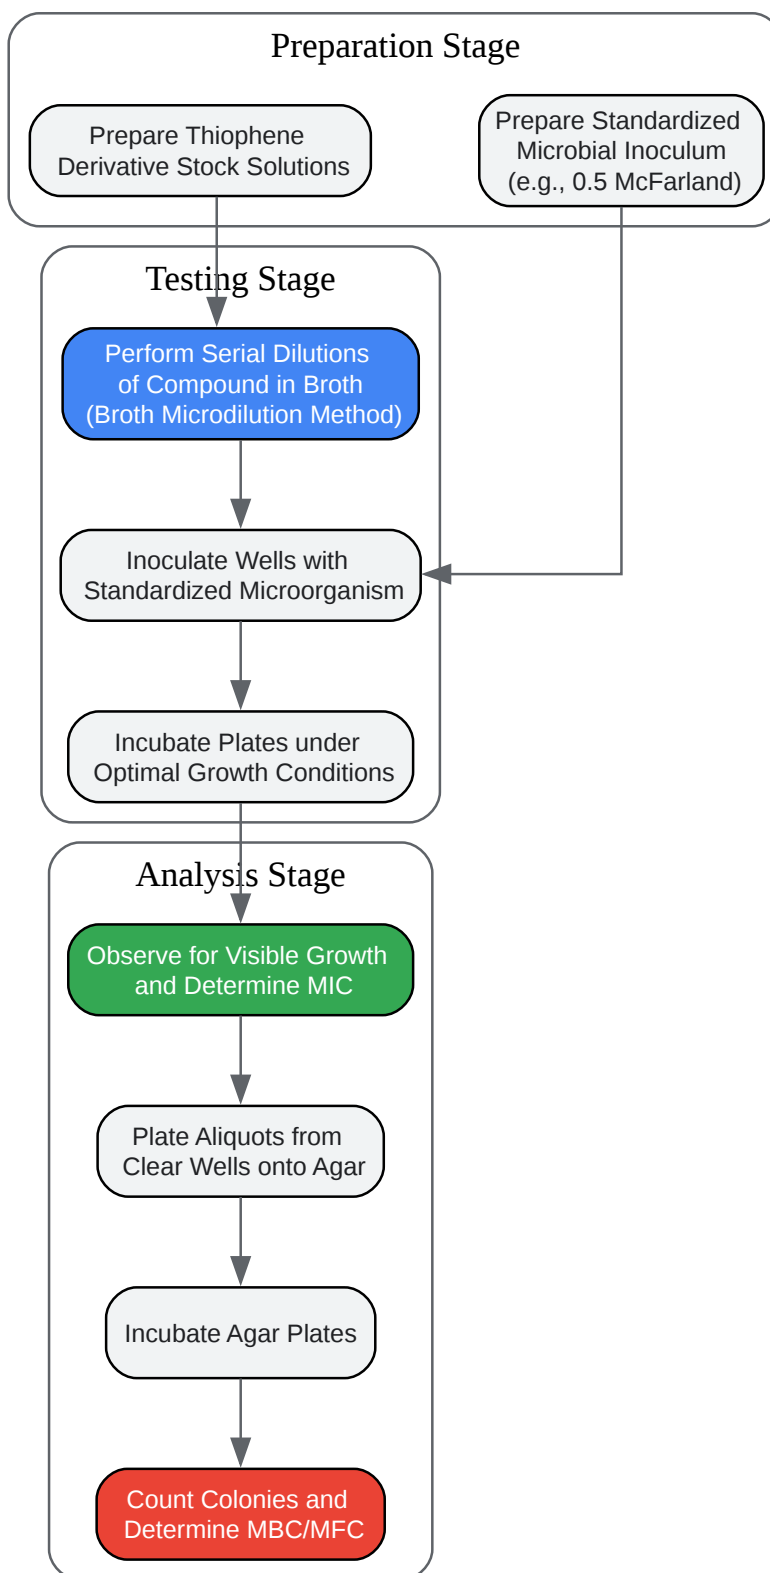 Preparation Stage
Prepare Thiophene
Derivative Stock Solutions
Prepare Standardized
Microbial Inoculum
(e.g., 0.5 McFarland)
Testing Stage
Perform Serial Dilutions
of Compound in Broth
(Broth Microdilution Method)
Inoculate Wells with
Standardized Microorganism
Incubate Plates under
Optimal Growth Conditions
Analysis Stage
Observe for Visible Growth
and Determine MIC
Plate Aliquots from
Clear Wells onto Agar
Incubate Agar Plates
Count Colonies and
Determine MBC/MFC